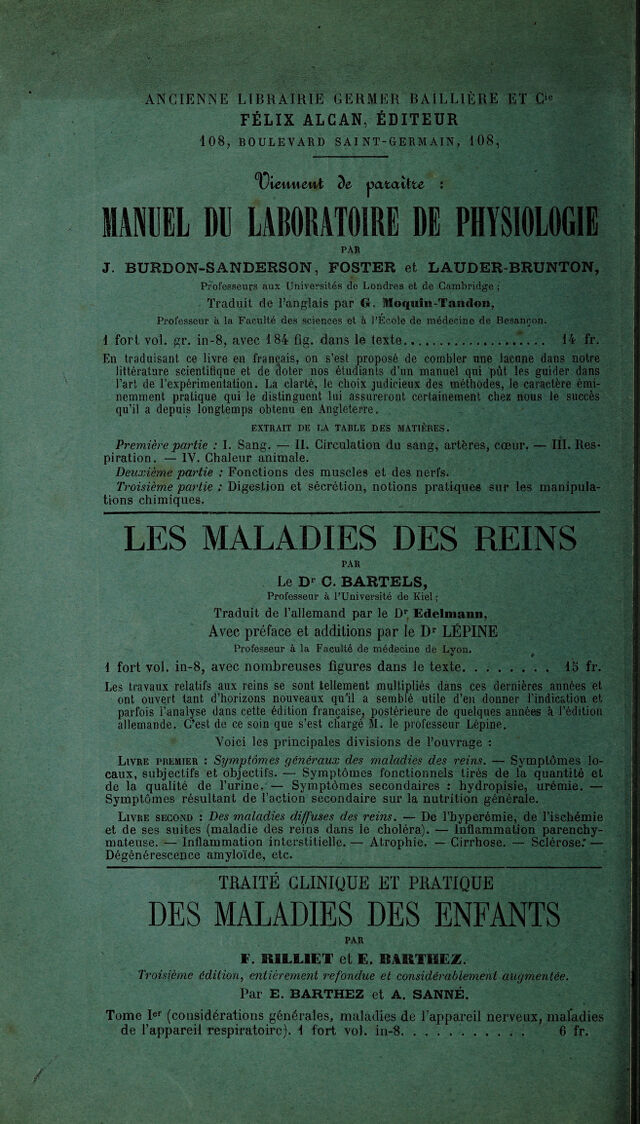 ANCIENNE LIBRAIRIE GERMER BAILLIÈRE ET Cie
FÉLIX ALCAN, ÉDITEUR
108, BOULEVARD SAINT-GERMAIN, 108,
Viennent de paraître :
MANUEL DU LABORATOIRE DE PHYSIOLOGIE
PAR
J. BURDON-SANDERSON, FOSTER et LAUDER-BRUNTON,
Professeurs aux Universités de Londres et de Cambridge ;
Traduit de l'anglais par G. Moquin-Tandon,
Professeur à la Faculté des sciences et à l'École de médecine de Besançon.
1 fort vol. gr. in-8, avec 184 fig. dans le texte................... 14 fr.
En traduisant ce livre en français, on s'est proposé de combler une lacune dans notre
littérature scientifique et de doter nos étudiants d'un manuel qui pût les guider dans
l'art de l'expérimentation. La clarté, le choix judicieux des méthodes, le caractère émi-
nemment pratique qui le distinguent lui assureront certainement chez nous le succès
qu'il a depuis longtemps obtenu en Angleterre.
EXTRAIT DE LA TABLE DES MATIÈRES.
Première partie : I. Sang. — II. Circulation du sang, artères, cœur. — III. Res-
piration. — IV. Chaleur animale.
Deuxième partie : Fonctions des muscles et des nerfs.
Troisième partie : Digestion et sécrétion, notions pratiques sur les manipula-
tions chimiques.
LES MALADIES DES REINS
PAR
Le Dr C. BARTELS,
Professeur à l'Université de Kiel ;
Traduit de l'allemand par le Dr Edelmann,
Avec préface et additions par le Dr LÉPINE
Professeur à la Faculté de médecine de Lyon.
1 fort vol. in-8, avec nombreuses figures dans le texte. . . . . . . . 15 fr.
Les travaux relatifs aux reins se sont tellement multipliés dans ces dernières années et
ont ouvert tant d'horizons nouveaux qu'il a semblé utile d'en donner l'indication et
parfois l'analyse dans cette édition française, postérieure de quelques années à l'édition
allemande. C'est de ce soin que s'est chargé M. le professeur Lépine.
Voici les principales divisions de l'ouvrage :
LIVRE PREMIER : Symptômes généraux des maladies des reins. — Symptômes lo-
caux, subjectifs et objectifs. — Symptômes fonctionnels tirés de la quantité et
de la qualité de l'urine. — Symptômes secondaires : hydropisie, urémie. —
Symptômes résultant de l'action secondaire sur la nutrition générale.
LIVRE SECOND : Des maladies diffuses des reins. — De l'hyperémie, de l'ischémie
et de ses suites (maladie des reins dans le choléra). — Inflammation parenchy-
mateuse. — Inflammation interstitielle. — Atrophie. — Cirrhose. — Sclérose. —
Dégénérescence amyloïde, etc.
TRAITÉ CLINIQUE ET PRATIQUE
DES MALADIES DES ENFANTS
PAR
F. RILLIET et E. BARTHEZ.
Troisième édition, entièrement refondue et considérablement augmentée.
Par E. BARTHEZ et A. SANNÉ.
Tome Ier (considérations générales, maladies de l'appareil nerveux, maladies
de l'appareil respiratoire). 1 fort vol. in-8. . . . . . . . . . . 6 fr.